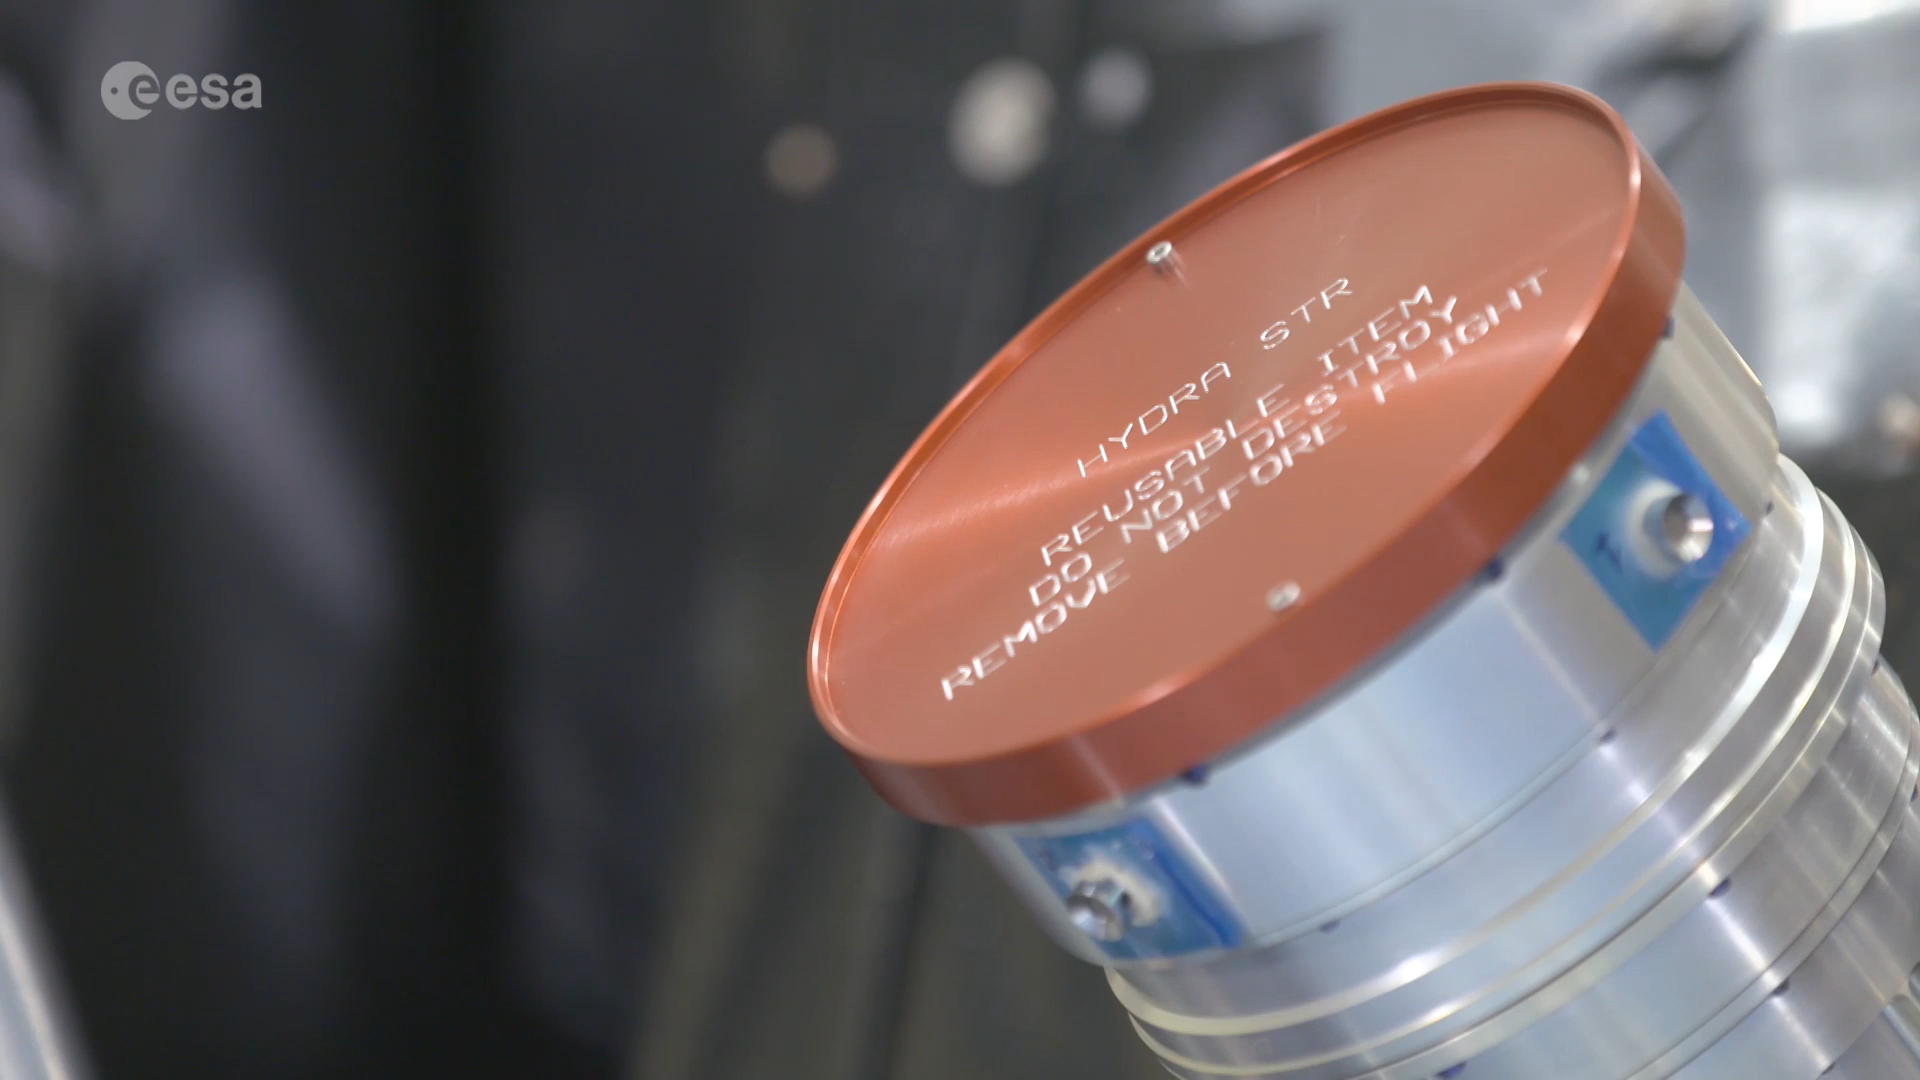 esa
HYDRA STR
REUSABLE ITEM
DO NOT DESTROY
REMOVE BEFORE FLIGHT